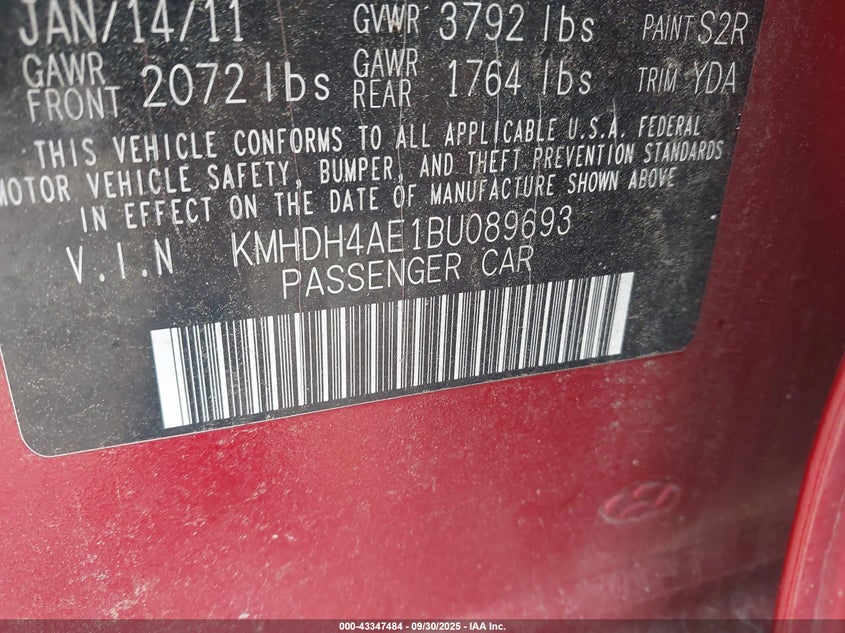 JAN/14/11 GVWR 3792 lbs PAINT S2R
GAWR FRONT 2072 lbs GAWR REAR 1764 lbs TRIM YDA
THIS VEHICLE CONFORMS TO ALL APPLICABLE U.S.A. FEDERAL
MOTOR VEHICLE SAFETY, BUMPER, AND THEFT PREVENTION STANDARDS
IN EFFECT ON THE DATE OF MANUFACTURE SHOWN ABOVE
V.I.N KMHDH4AE1BU089693
PASSENGER CAR
000-43347484 - 09/30/2025 - IAA Inc.